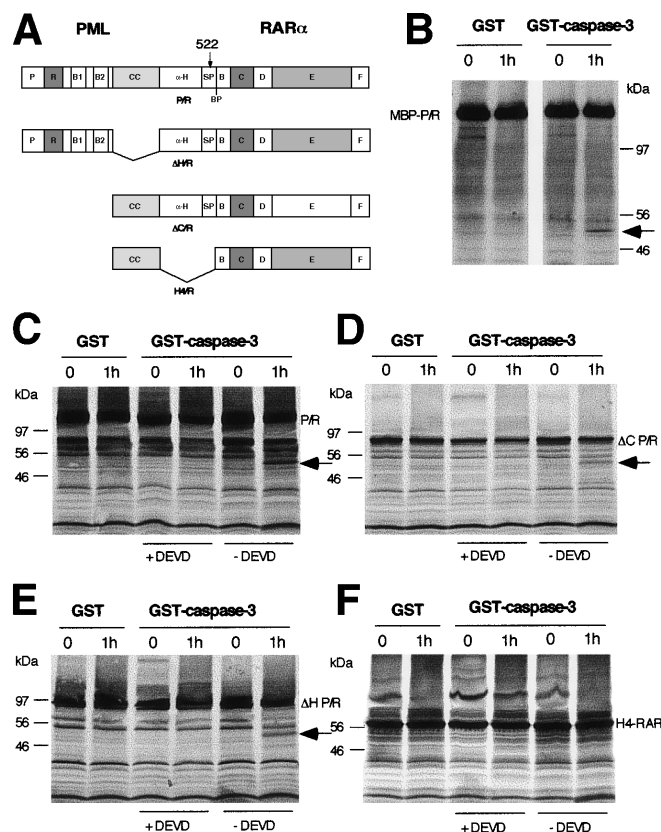 A
PML
RARα
522
P R B1 B2 CC α-H SP B C D E F
P/R
BP
P R B1 B2 α-H SP B C D E F
ΔH/R
CC α-H SP B C D E F
ΔC/R
CC B C D E F
H4/R
B
GST GST-caspase-3
0 1h 0 1h
kDa
MBP-P/R
97
56
46
C
GST GST-caspase-3
0 1h 0 1h 0 1h
kDa
P/R
97
56
46
+ DEVD - DEVD
D
GST GST-caspase-3
0 1h 0 1h 0 1h
kDa
97
ΔC P/R
56
46
+ DEVD - DEVD
E
GST GST-caspase-3
0 1h 0 1h 0 1h
kDa
97
ΔH P/R
56
46
+ DEVD - DEVD
F
GST GST-caspase-3
0 1h 0 1h 0 1h
kDa
97
56
H4-RAR
46
+ DEVD - DEVD